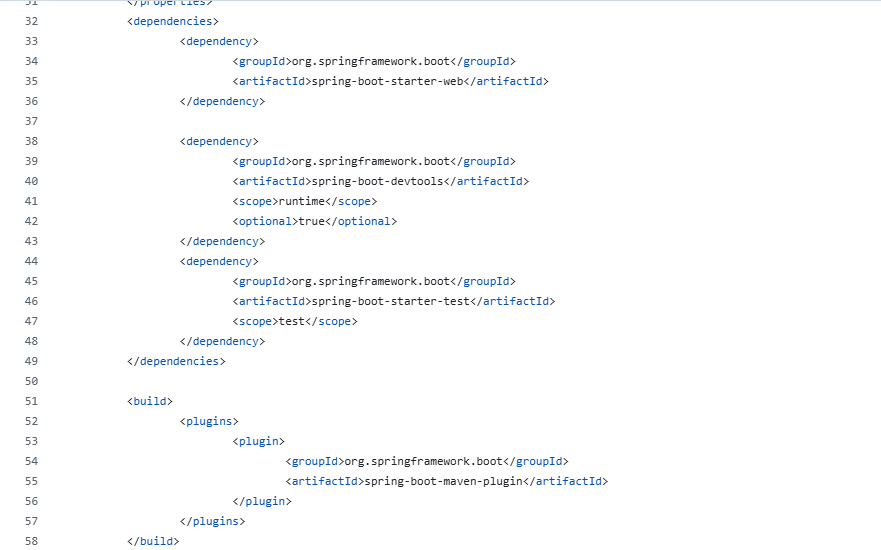 31 </properties>
32 <dependencies>
33 <dependency>
34 <groupId>org.springframework.boot</groupId>
35 <artifactId>spring-boot-starter-web</artifactId>
36 </dependency>
37
38 <dependency>
39 <groupId>org.springframework.boot</groupId>
40 <artifactId>spring-boot-devtools</artifactId>
41 <scope>runtime</scope>
42 <optional>true</optional>
43 </dependency>
44 <dependency>
45 <groupId>org.springframework.boot</groupId>
46 <artifactId>spring-boot-starter-test</artifactId>
47 <scope>test</scope>
48 </dependency>
49 </dependencies>
50
51 <build>
52 <plugins>
53 <plugin>
54 <groupId>org.springframework.boot</groupId>
55 <artifactId>spring-boot-maven-plugin</artifactId>
56 </plugin>
57 </plugins>
58 </build>